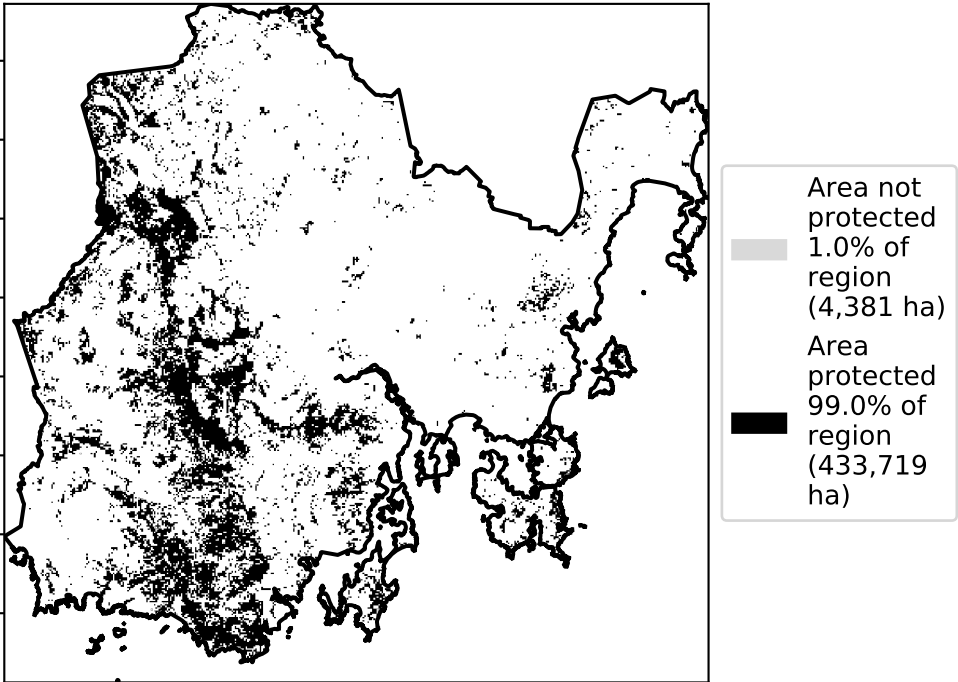 Area not
protected
1.0% of
region
(4,381 ha)
Area
protected
99.0% of
region
(433,719
ha)